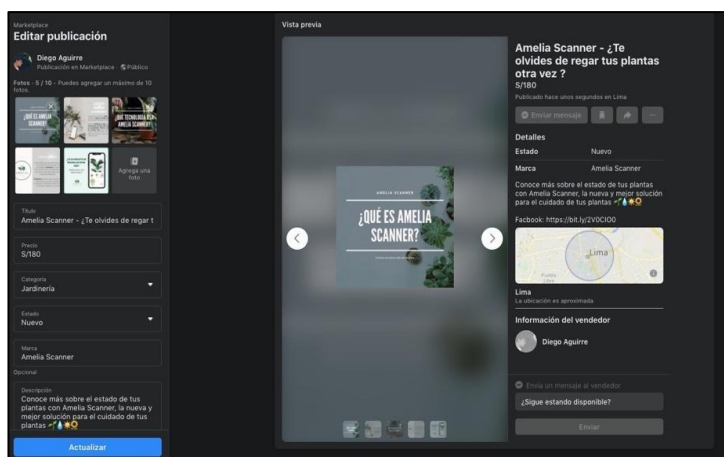 Marketplace
Editar publicación
Diego Aguirre
Publicación en Marketplace · Público
Fotos · 5 / 10 - Puedes agregar un máximo de 10
fotos.
¿QUÉ ES AMELIA
SCANNER?
¿QUÉ TECNOLOGÍA USA
AMELIA SCANNER?
Agrega una
foto
Título
Amelia Scanner - ¿Te olvides de regar t
Precio
S/180
Categoría
Jardinería
Estado
Nuevo
Marca
Amelia Scanner
Opcional
Descripción
Conoce más sobre el estado de tus
plantas con Amelia Scanner, la nueva y
mejor solución para el cuidado de tus
plantas 🌱💧☀️
Actualizar
Vista previa
AMELIA SCANNER
¿QUÉ ES AMELIA
SCANNER?
Amelia Scanner - ¿Te
olvides de regar tus plantas
otra vez ?
S/180
Publicado hace unos segundos en Lima
Enviar mensaje
Detalles
Estado Nuevo
Marca Amelia Scanner
Conoce más sobre el estado de tus plantas
con Amelia Scanner, la nueva y mejor solución
para el cuidado de tus plantas 🌱💧☀️
Facbook: https://bit.ly/2V0CIO0
Lima
Pueblo
Libre
Lima
La ubicación es aproximada
Información del vendedor
Diego Aguirre
Envía un mensaje al vendedor
¿Sigue estando disponible?
Enviar